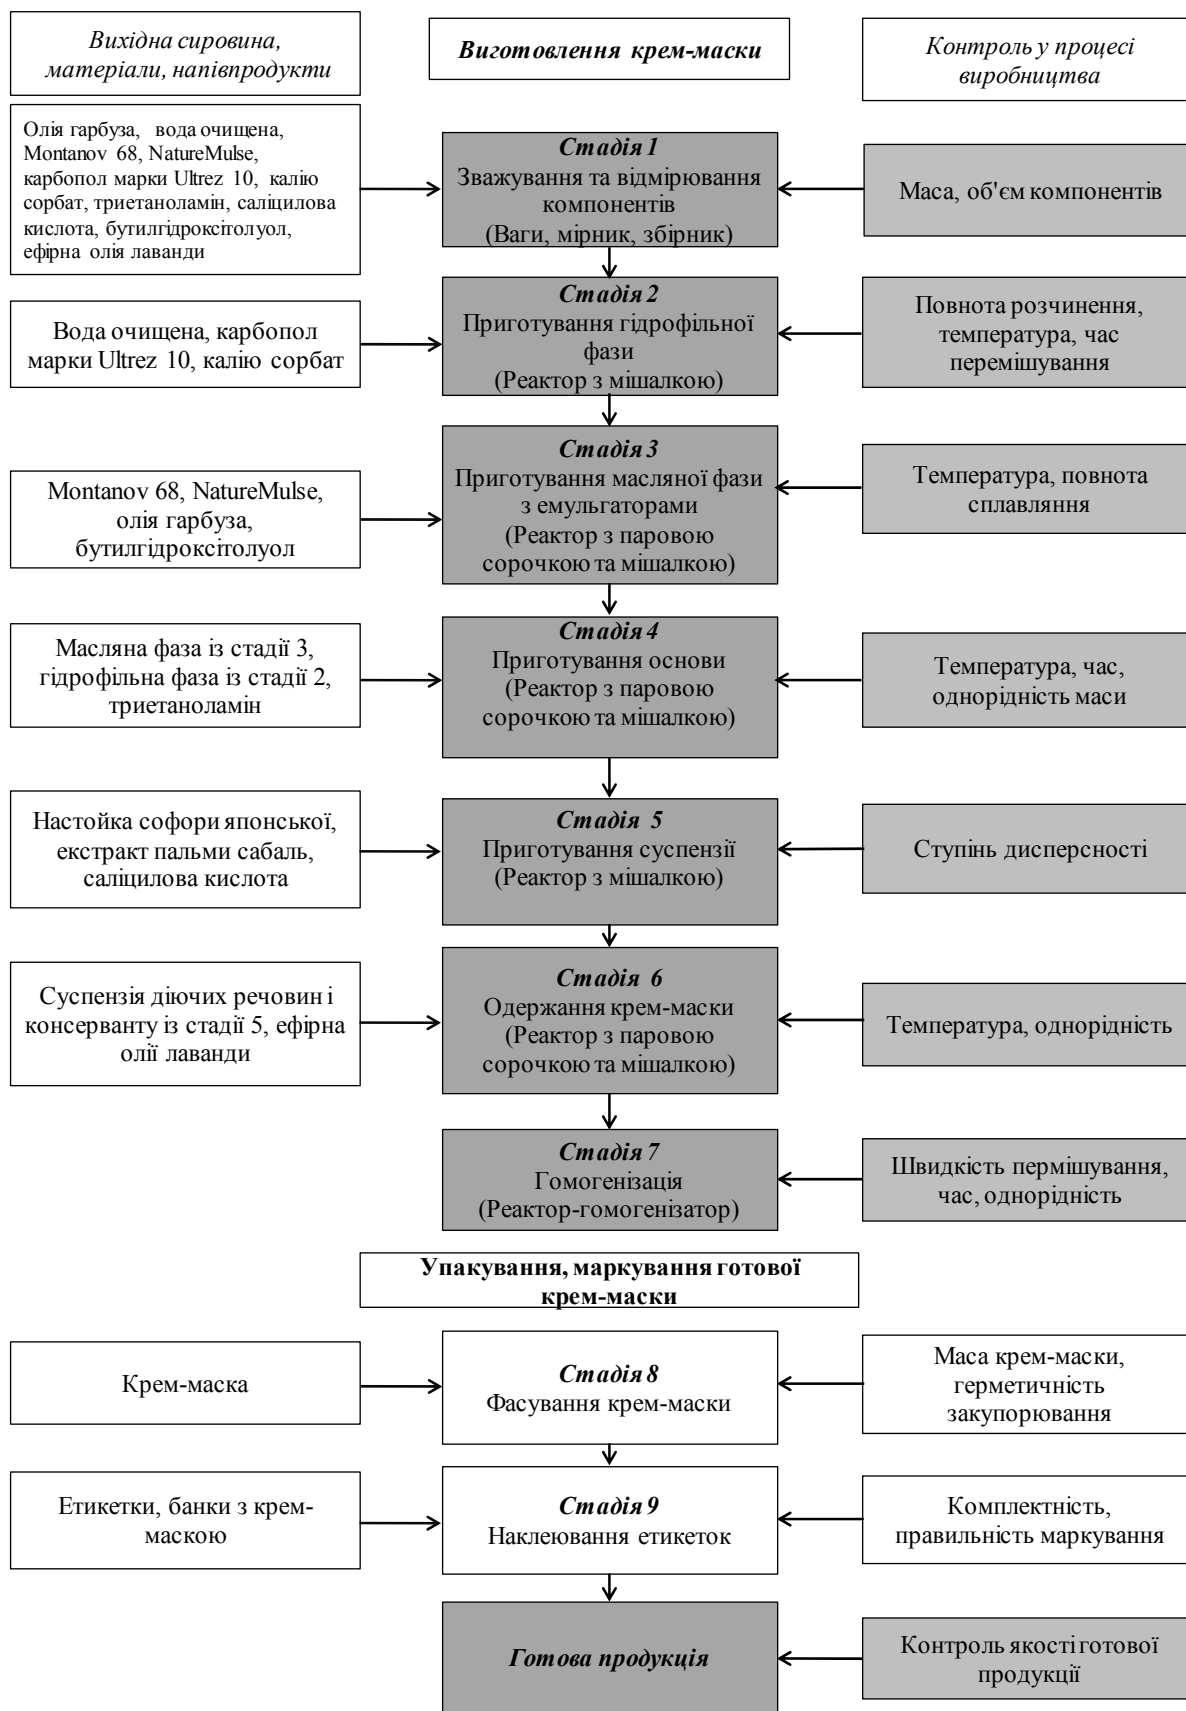 Вихідна сировина,
матеріали, напівпродукти
Виготовлення крем-маски
Контроль у процесі
виробництва
Олія гарбуза, вода очищена,
Montanov 68, NatureMulse,
карбопол марки Ultrez 10, калію
сорбат, триетаноламін, саліцилова
кислота, бутилгідроксітолуол,
ефірна олія лаванди
Стадія 1
Зважування та відмірювання
компонентів
(Ваги, мірник, збірник)
Маса, об'єм компонентів
Вода очищена, карбопол
марки Ultrez 10, калію сорбат
Стадія 2
Приготування гідрофільної
фази
(Реактор з мішалкою)
Повнота розчинення,
температура, час
перемішування
Montanov 68, NatureMulse,
олія гарбуза,
бутилгідроксітолуол
Стадія 3
Приготування масляної фази
з емульгаторами
(Реактор з паровою
сорочкою та мішалкою)
Температура, повнота
сплавляння
Масляна фаза із стадії 3,
гідрофільна фаза із стадії 2,
триетаноламін
Стадія 4
Приготування основи
(Реактор з паровою
сорочкою та мішалкою)
Температура, час,
однорідність маси
Настойка софори японської,
екстракт пальми сабаль,
саліцилова кислота
Стадія 5
Приготування суспензії
(Реактор з мішалкою)
Ступінь дисперсності
Суспензія діючих речовин і
консерванту із стадії 5, ефірна
олії лаванди
Стадія 6
Одержання крем-маски
(Реактор з паровою
сорочкою та мішалкою)
Температура, однорідність
Стадія 7
Гомогенізація
(Реактор-гомогенізатор)
Швидкість пермішування,
час, однорідність
Упакування, маркування готової
крем-маски
Крем-маска
Стадія 8
Фасування крем-маски
Маса крем-маски,
герметичність
закупорювання
Етикетки, банки з крем-
маскою
Стадія 9
Наклеювання етикеток
Комплектність,
правильність маркування
Готова продукція
Контроль якості готової
продукції